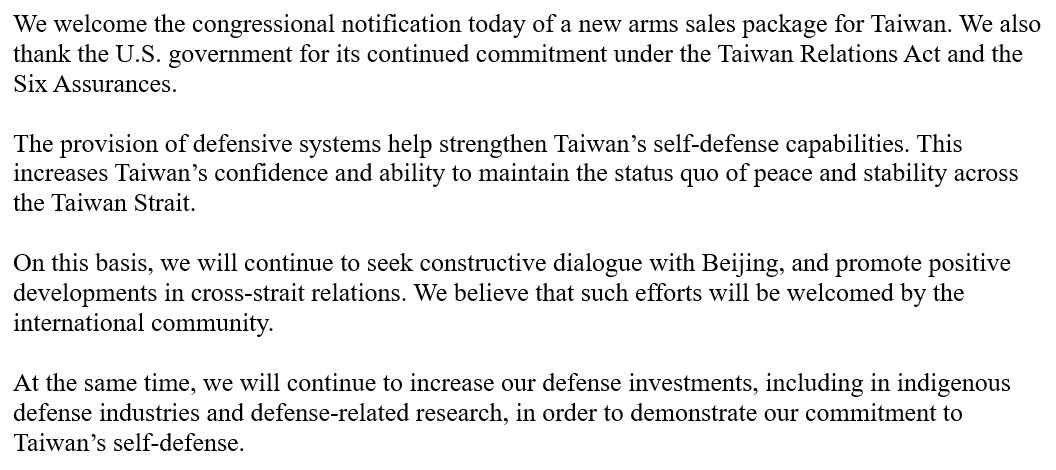 We welcome the congressional notification today of a new arms sales package for Taiwan. We also
thank the U.S. government for its continued commitment under the Taiwan Relations Act and the
Six Assurances.
The provision of defensive systems help strengthen Taiwan’s self-defense capabilities. This
increases Taiwan’s confidence and ability to maintain the status quo of peace and stability across
the Taiwan Strait.
On this basis, we will continue to seek constructive dialogue with Beijing, and promote positive
developments in cross-strait relations. We believe that such efforts will be welcomed by the
international community.
At the same time, we will continue to increase our defense investments, including in indigenous
defense industries and defense-related research, in order to demonstrate our commitment to
Taiwan’s self-defense.